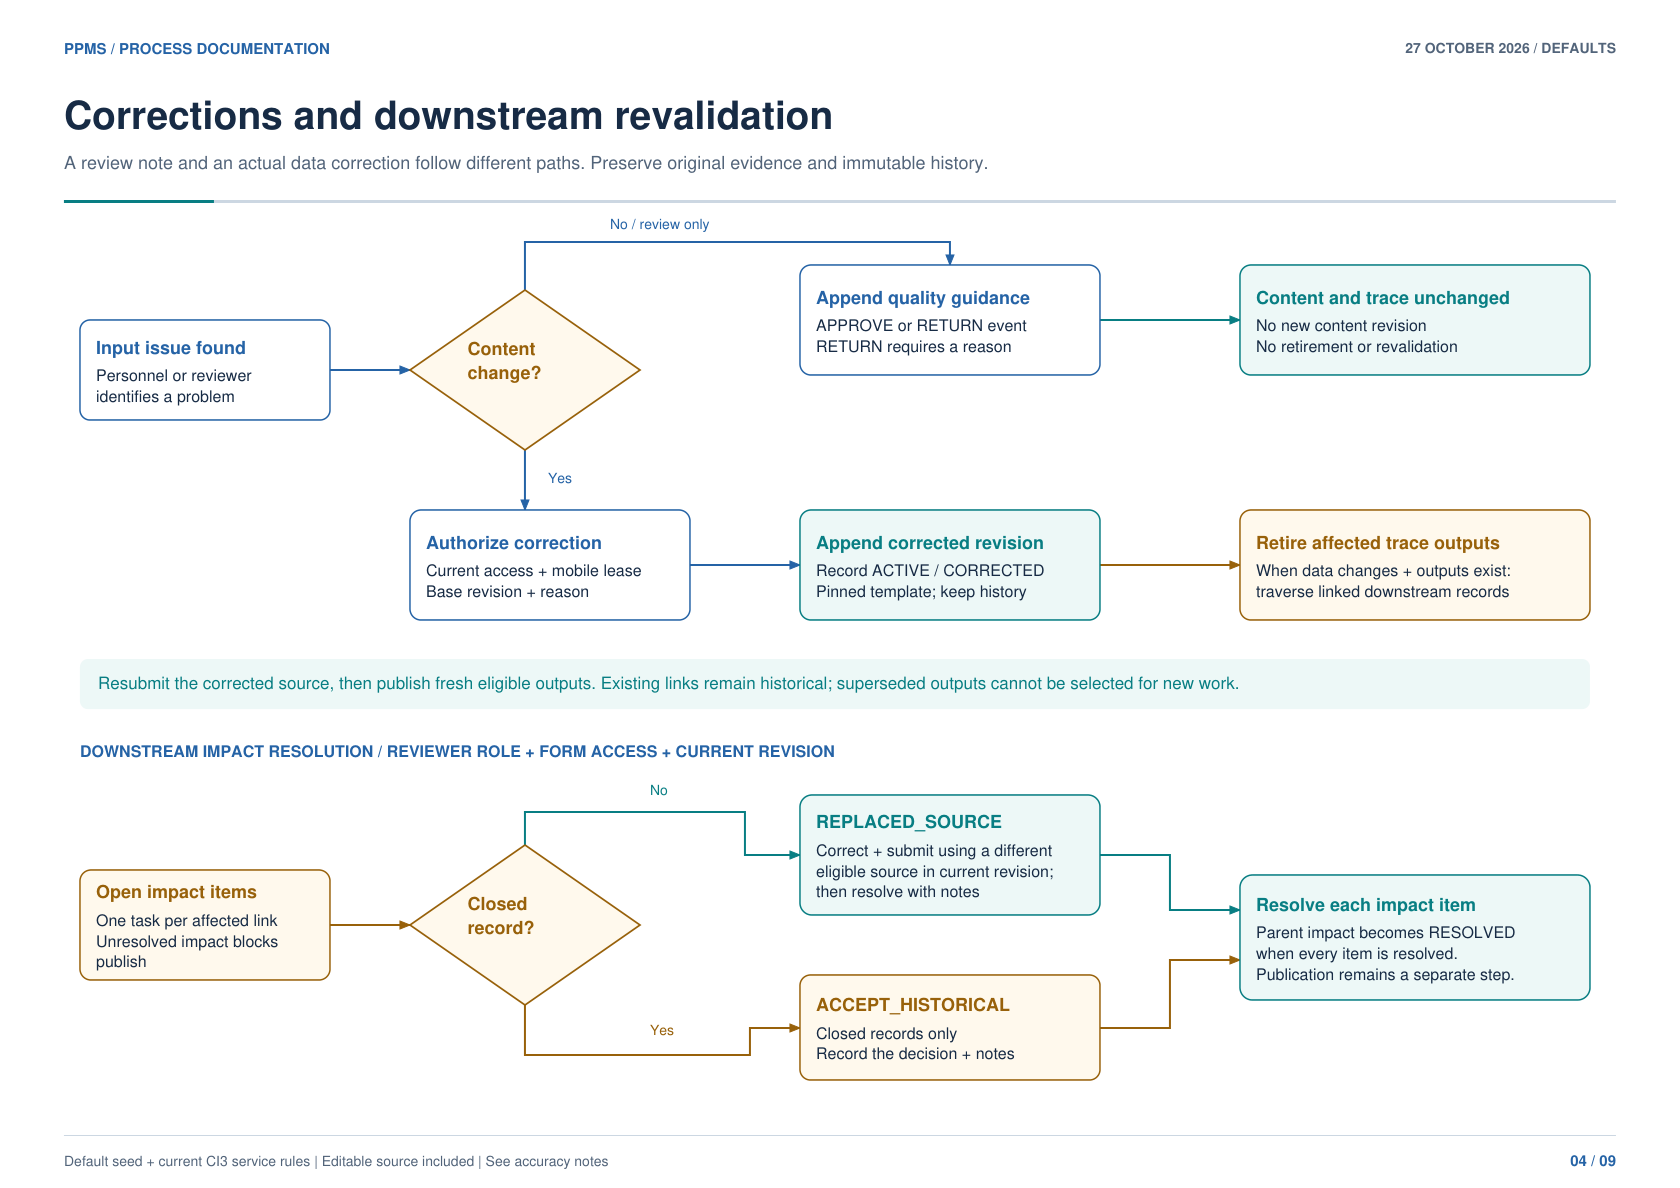 PPMS / PROCESS DOCUMENTATION
27 OCTOBER 2026 / DEFAULTS
Corrections and downstream revalidation
A review note and an actual data correction follow different paths. Preserve original evidence and immutable history.
No / review only
Input issue found
Personnel or reviewer
identifies a problem
Content
change?
Append quality guidance
APPROVE or RETURN event
RETURN requires a reason
Content and trace unchanged
No new content revision
No retirement or revalidation
Yes
Authorize correction
Current access + mobile lease
Base revision + reason
Append corrected revision
Record ACTIVE / CORRECTED
Pinned template; keep history
Retire affected trace outputs
When data changes + outputs exist:
traverse linked downstream records
Resubmit the corrected source, then publish fresh eligible outputs. Existing links remain historical; superseded outputs cannot be selected for new work.
DOWNSTREAM IMPACT RESOLUTION / REVIEWER ROLE + FORM ACCESS + CURRENT REVISION
No
Open impact items
One task per affected link
Unresolved impact blocks
publish
Closed
record?
REPLACED_SOURCE
Correct + submit using a different
eligible source in current revision;
then resolve with notes
Yes
ACCEPT_HISTORICAL
Closed records only
Record the decision + notes
Resolve each impact item
Parent impact becomes RESOLVED
when every item is resolved.
Publication remains a separate step.
Default seed + current CI3 service rules | Editable source included | See accuracy notes
04 / 09